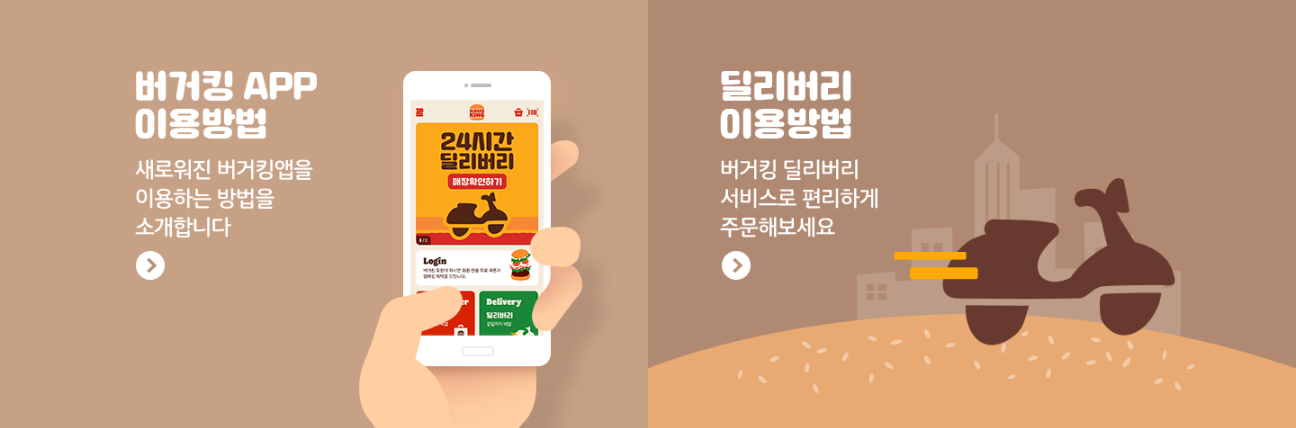 버거킹 APP
이용방법
새로워진 버거킹앱을
이용하는 방법을
소개합니다
BURGER
KING
24시간
딜리버리
매장확인하기
Login
Delivery
딜리버리
딜리버리
이용방법
버거킹 딜리버리
서비스로 편리하게
주문해보세요